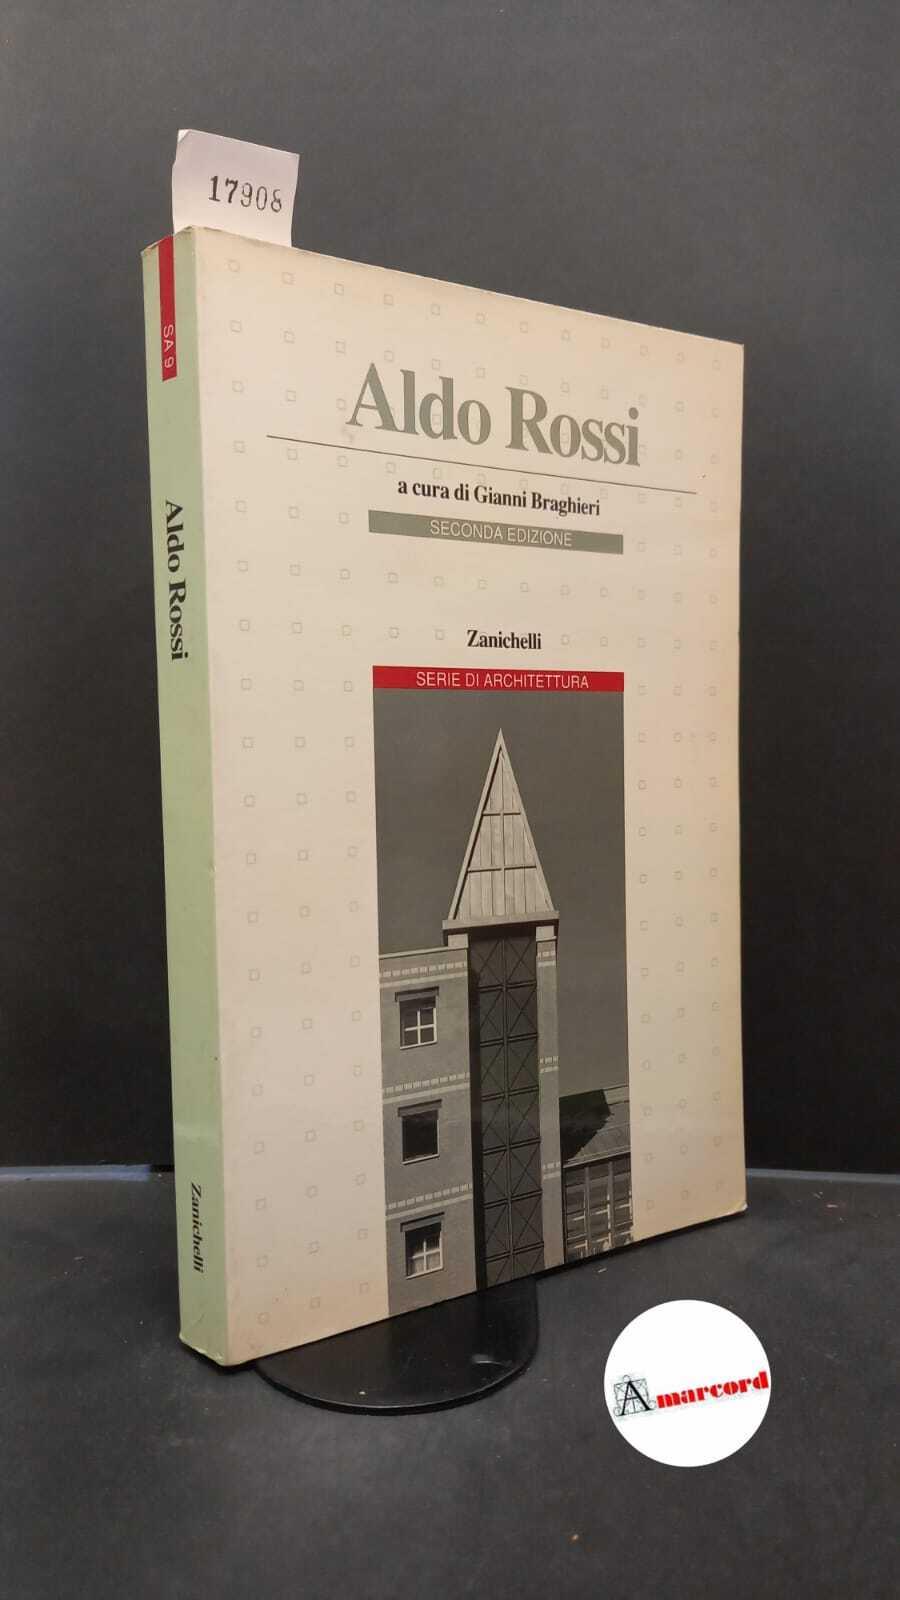 17908
SA 9
Aldo Rossi
Zanichelli
Aldo Rossi
a cura di Gianni Braghieri
SECONDA EDIZIONE
Zanichelli
SERIE DI ARCHITETTURA
Amarcord